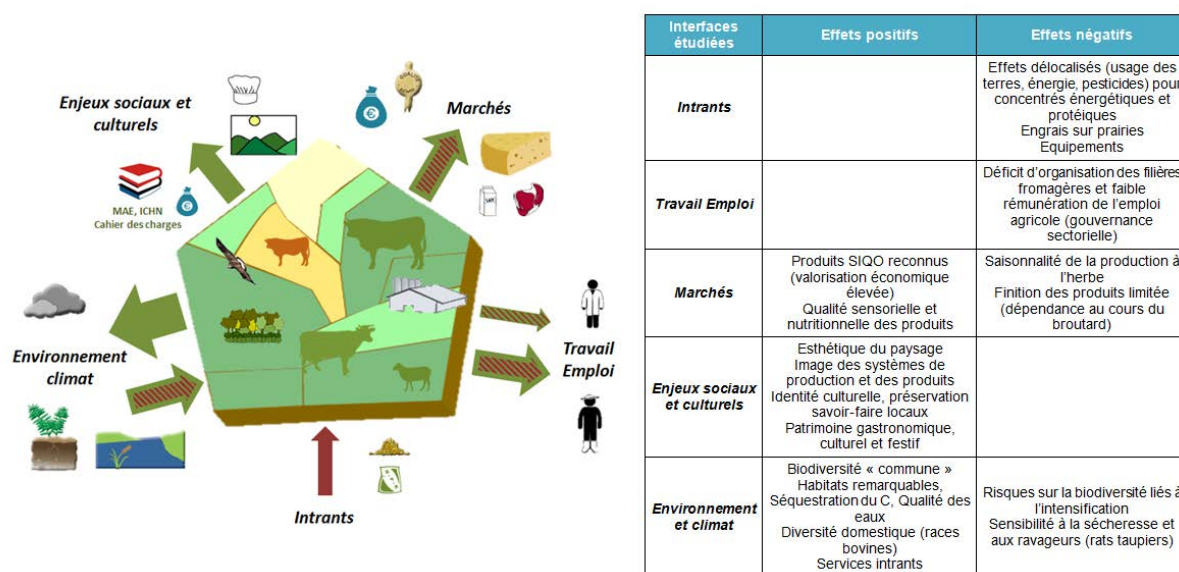 Enjeux sociaux et
culturels
Marchés
MAE, ICHN
Cahier des charges
Environnement
climat
Travail
Emploi
Intrants
Interfaces
étudiées
Effets positifs
Effets négatifs
Intrants
Effets délocalisés (usage des
terres, énergie, pesticides) pour
concentrés énergétiques et
protéiques
Engrais sur prairies
Equipements
Travail Emploi
Déficit d'organisation des filières
fromagères et faible
rémunération de l'emploi
agricole (gouvernance
sectorielle)
Marchés
Produits SIQO reconnus
(valorisation économique
élevée)
Qualité sensorielle et
nutritionnelle des produits
Saisonnalité de la production à
l'herbe
Finition des produits limitée
(dépendance au cours du
broutard)
Enjeux sociaux
et culturels
Esthétique du paysage
Image des systèmes de
production et des produits
Identité culturelle, préservation
savoir-faire locaux
Patrimoine gastronomique,
culturel et festif
Environnement
et climat
Biodiversité « commune »
Habitats remarquables,
Séquestration du C, Qualité des
eaux
Diversité domestique (races
bovines)
Services intrants
Risques sur la biodiversité liés à
l'intensification
Sensibilité à la sécheresse et
aux ravageurs (rats taupiers)